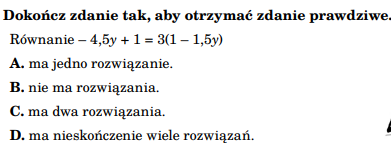 Dokończ zdanie tak, aby otrzymać zdanie prawdziwe.
Równanie – 4,5y + 1 = 3(1 – 1,5y)
A. ma jedno rozwiązanie.
B. nie ma rozwiązania.
C. ma dwa rozwiązania.
D. ma nieskończenie wiele rozwiązań.